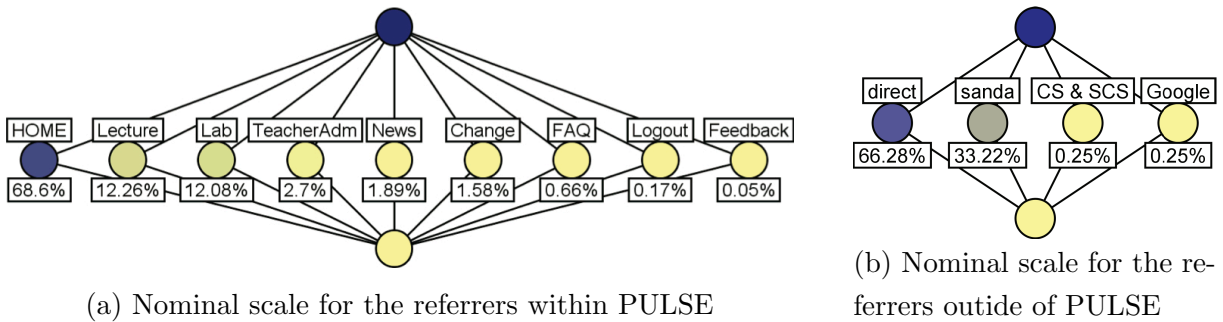 HOME Lecture Lab TeacherAdm News Change FAQ Logout Feedback
68.6% 12.26% 12.08% 2.7% 1.89% 1.58% 0.66% 0.17% 0.05%
(a) Nominal scale for the referrers within PULSE
direct sanda CS & SCS Google
66.28% 33.22% 0.25% 0.25%
(b) Nominal scale for the re-
ferrers outide of PULSE